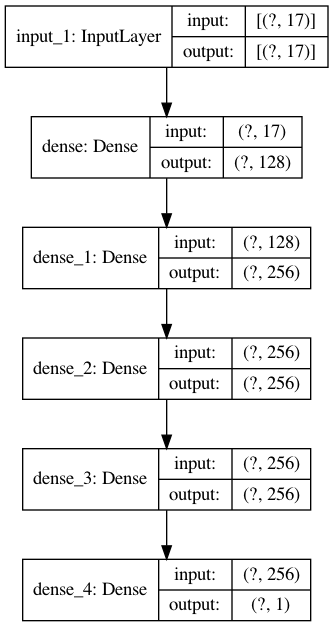 input_1: InputLayer
input: [(?, 17)]
output: [(?, 17)]
dense: Dense
input: (?, 17)
output: (?, 128)
dense_1: Dense
input: (?, 128)
output: (?, 256)
dense_2: Dense
input: (?, 256)
output: (?, 256)
dense_3: Dense
input: (?, 256)
output: (?, 256)
dense_4: Dense
input: (?, 256)
output: (?, 1)